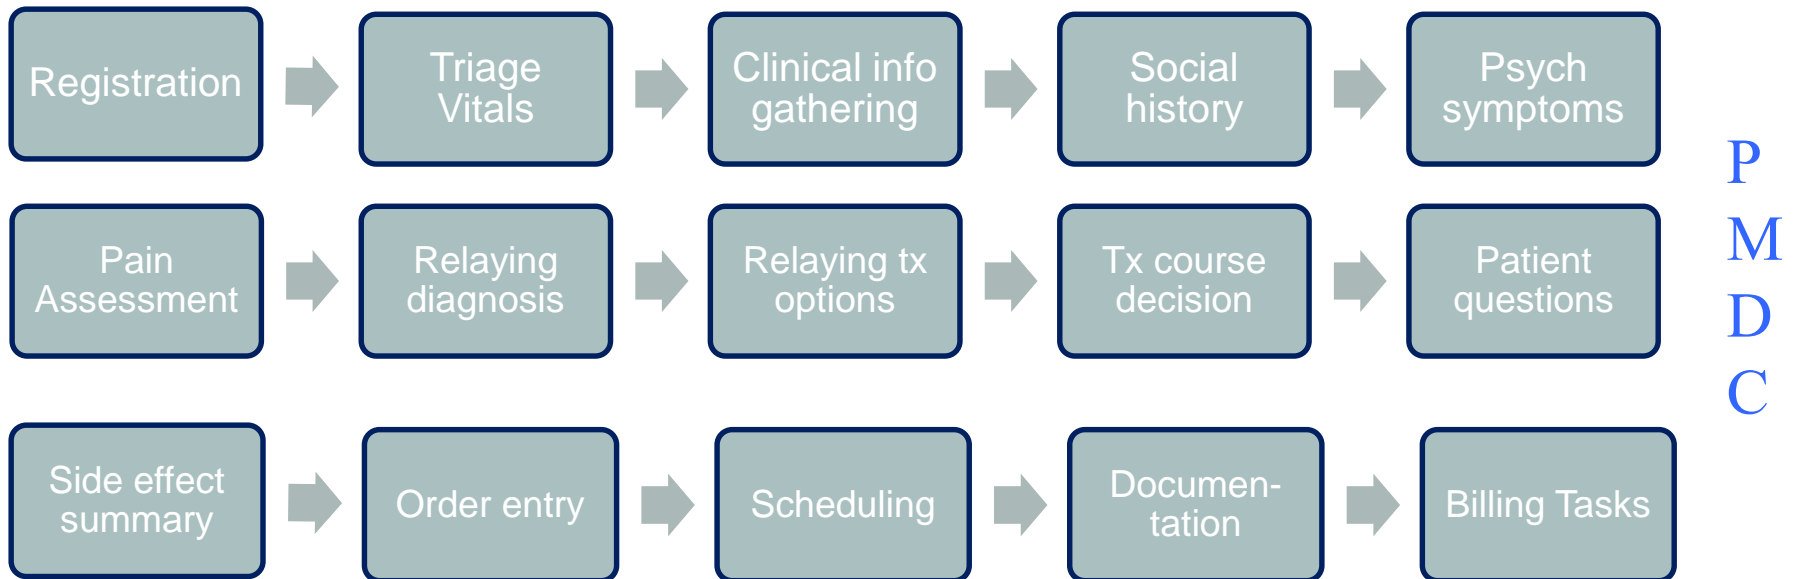 Registration
Triage
Vitals
Clinical info
gathering
Social
history
Psych
symptoms
Pain
Assessment
Relaying
diagnosis
Relaying tx
options
Tx course
decision
Patient
questions
Side effect
summary
Order entry
Scheduling
Documen-
tation
Billing Tasks
P
M
D
C